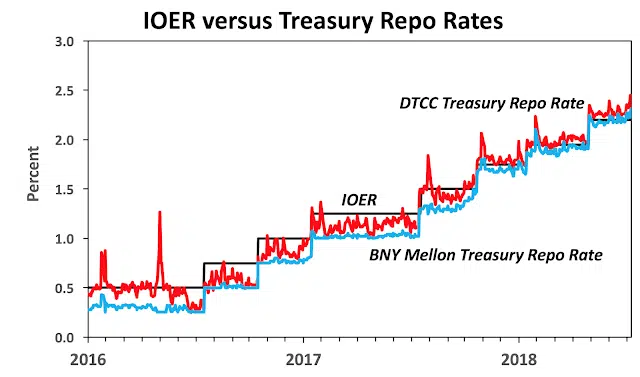 IOER versus Treasury Repo Rates
3.0
2.5
2.0
1.5
1.0
0.5
0.0
Percent
DTCC Treasury Repo Rate
IOER
BNY Mellon Treasury Repo Rate
2016
2017
2018